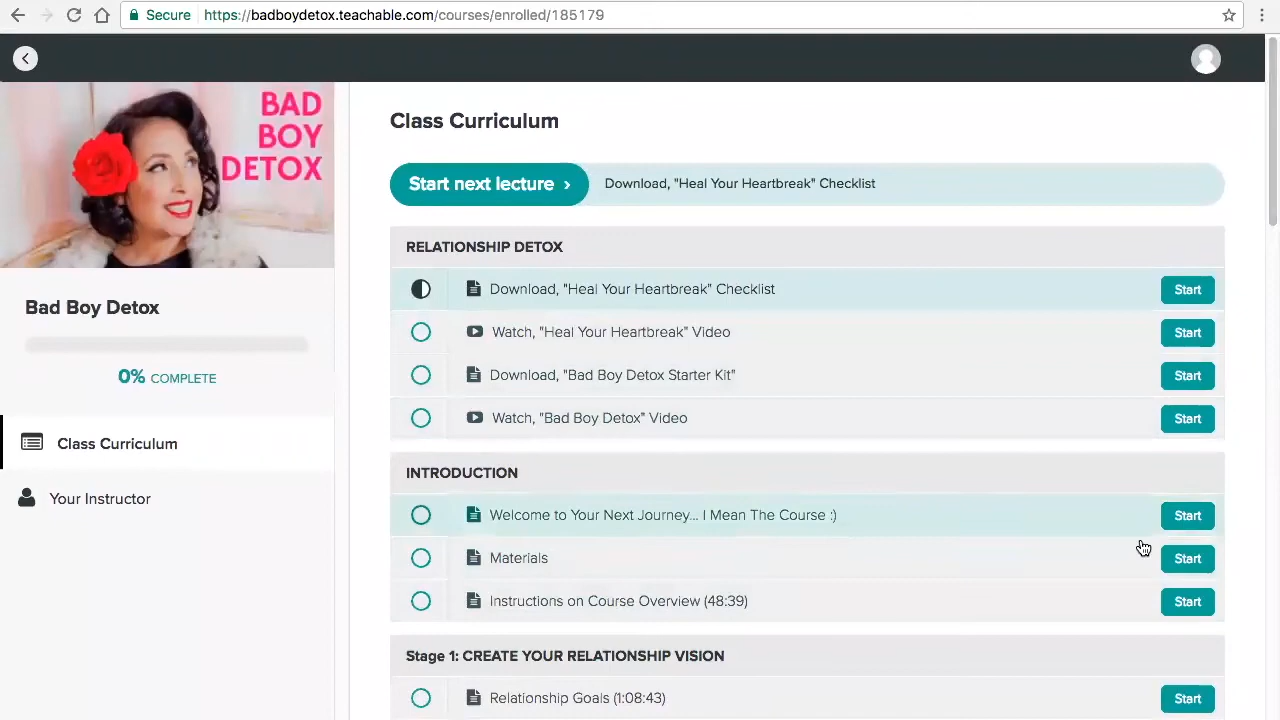 Secure https://badboydetox.teachable.com/courses/enrolled/185179
BAD
BOY
DETOX
Bad Boy Detox
0% COMPLETE
Class Curriculum
Your Instructor
Class Curriculum
Start next lecture › Download, "Heal Your Heartbreak" Checklist
RELATIONSHIP DETOX
Download, "Heal Your Heartbreak" Checklist Start
Watch, "Heal Your Heartbreak" Video Start
Download, "Bad Boy Detox Starter Kit" Start
Watch, "Bad Boy Detox" Video Start
INTRODUCTION
Welcome to Your Next Journey... I Mean The Course :) Start
Materials Start
Instructions on Course Overview (48:39) Start
Stage 1: CREATE YOUR RELATIONSHIP VISION
Relationship Goals (1:08:43) Start